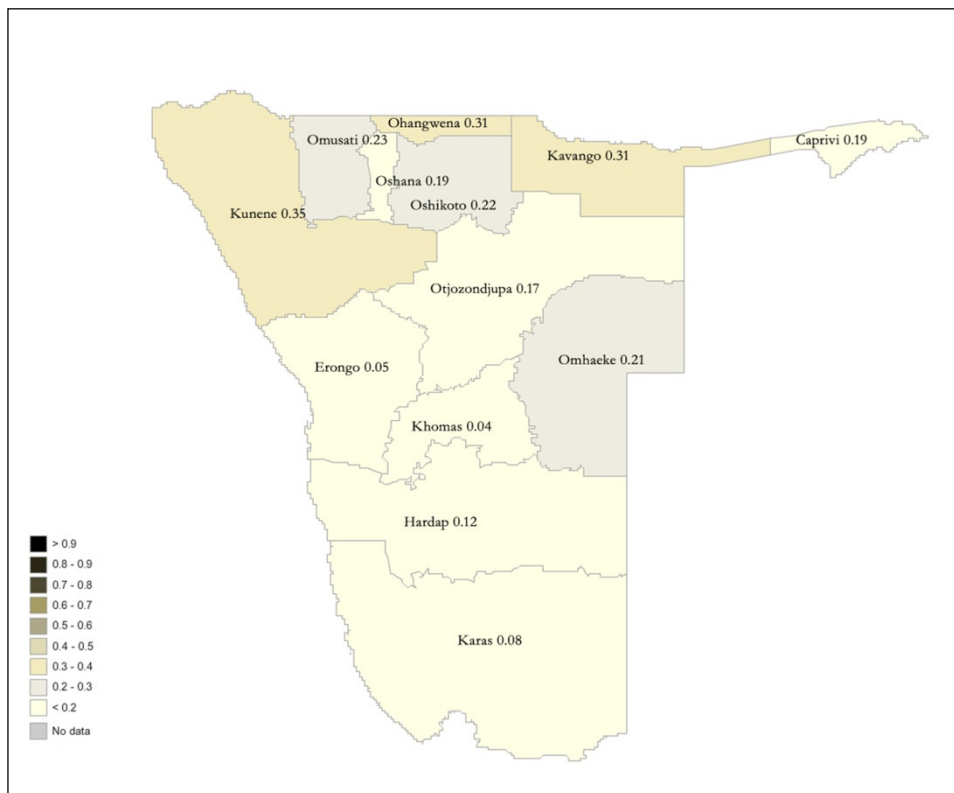 Ohangwena 0.31
Omusati 0.23
Caprivi 0.19
Kavango 0.31
Oshana 0.19
Oshikoto 0.22
Kunene 0.35
Otjozondjupa 0.17
Omhaeke 0.21
Erongo 0.05
Khomas 0.04
Hardap 0.12
Karas 0.08
> 0.9
0.8 - 0.9
0.7 - 0.8
0.6 - 0.7
0.5 - 0.6
0.4 - 0.5
0.3 - 0.4
0.2 - 0.3
< 0.2
No data